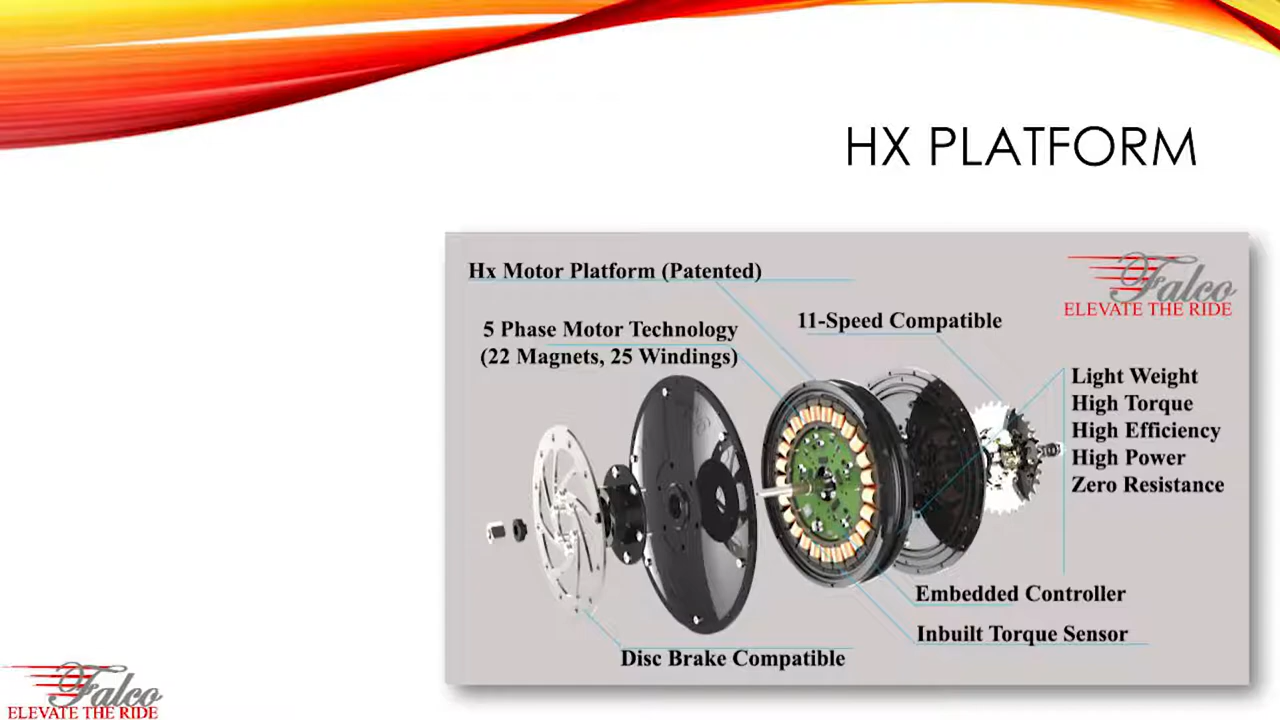 HX PLATFORM
Hx Motor Platform (Patented)
Falco
ELEVATE THE RIDE
5 Phase Motor Technology
(22 Magnets, 25 Windings)
11-Speed Compatible
Light Weight
High Torque
High Efficiency
High Power
Zero Resistance
Embedded Controller
Inbuilt Torque Sensor
Disc Brake Compatible
Falco
ELEVATE THE RIDE